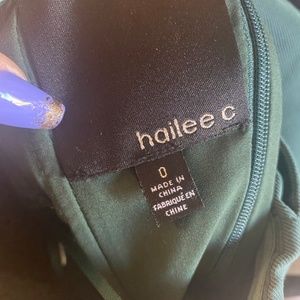 hailee c
0
MADE IN
CHINA
FABRIQUÉ EN
CHINE